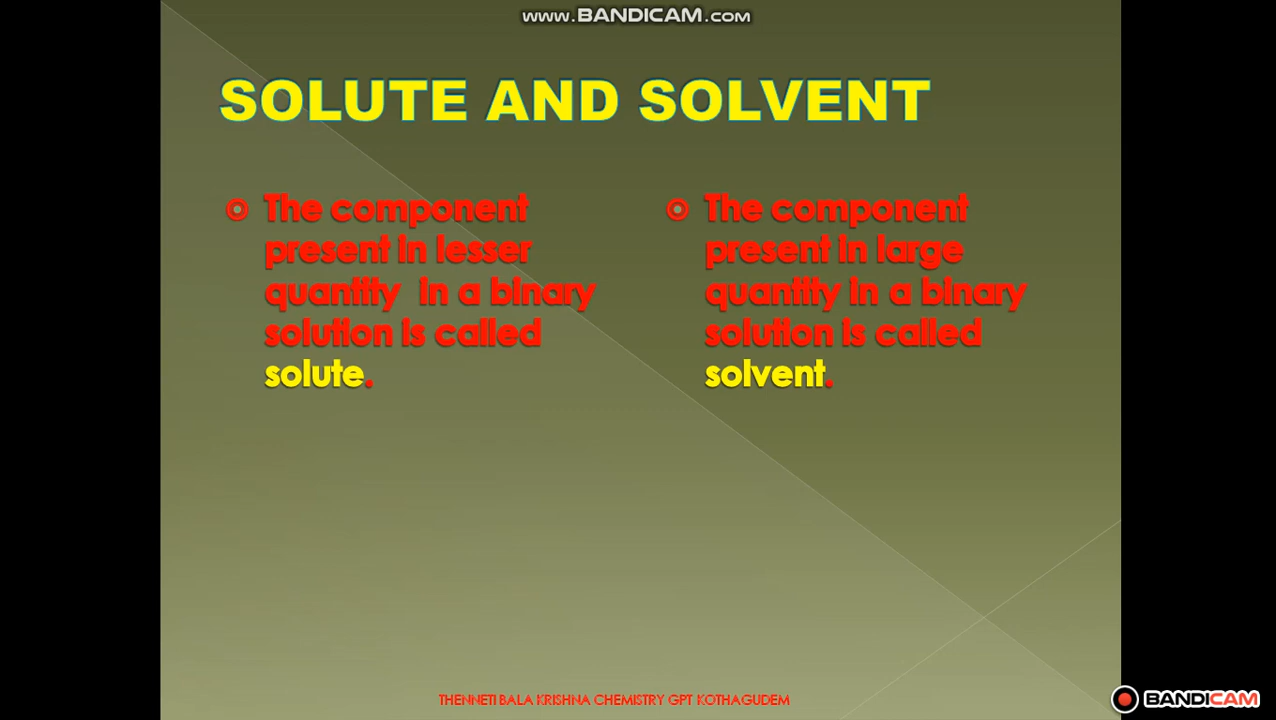 www.BANDICAM.COM
SOLUTE AND SOLVENT
The component
present in lesser
quantity in a binary
solution is called
solute.
The component
present in large
quantity in a binary
solution is called
solvent.
THENNETI BALA KRISHNA CHEMISTRY GPT KOTHAGUDEM
BANDICAM